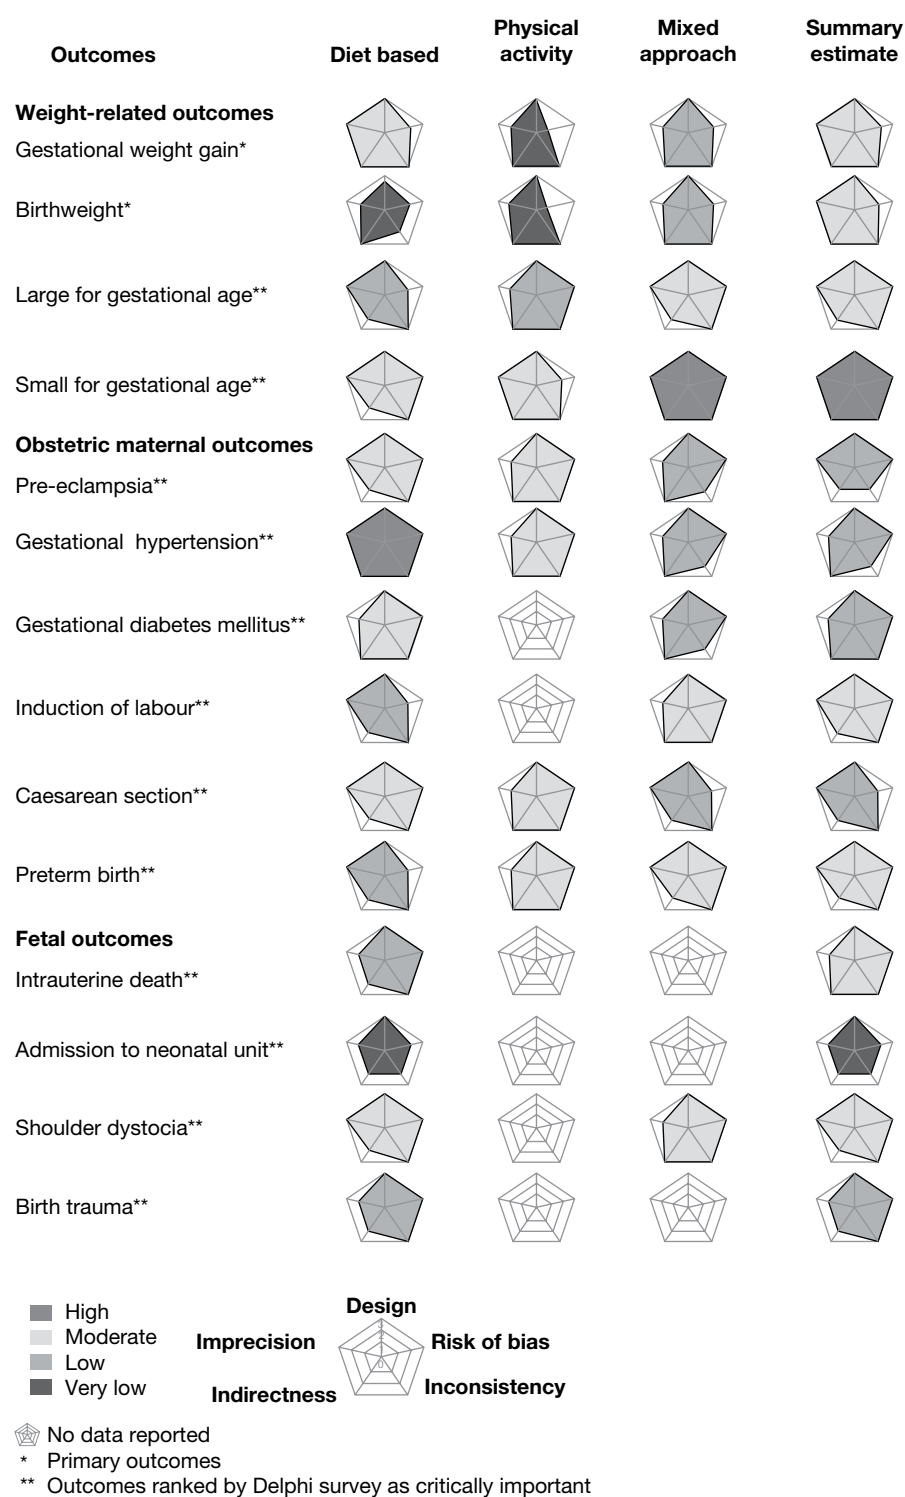 Outcomes
Diet based
Physical
activity
Mixed
approach
Summary
estimate
Weight-related outcomes
Gestational weight gain*
Birthweight*
Large for gestational age**
Small for gestational age**
Obstetric maternal outcomes
Pre-eclampsia**
Gestational hypertension**
Gestational diabetes mellitus**
Induction of labour**
Caesarean section**
Preterm birth**
Fetal outcomes
Intrauterine death**
Admission to neonatal unit**
Shoulder dystocia**
Birth trauma**
High
Moderate
Low
Very low
Design
3
2
1
0
Imprecision
Risk of bias
Indirectness
Inconsistency
No data reported
* Primary outcomes
** Outcomes ranked by Delphi survey as critically important